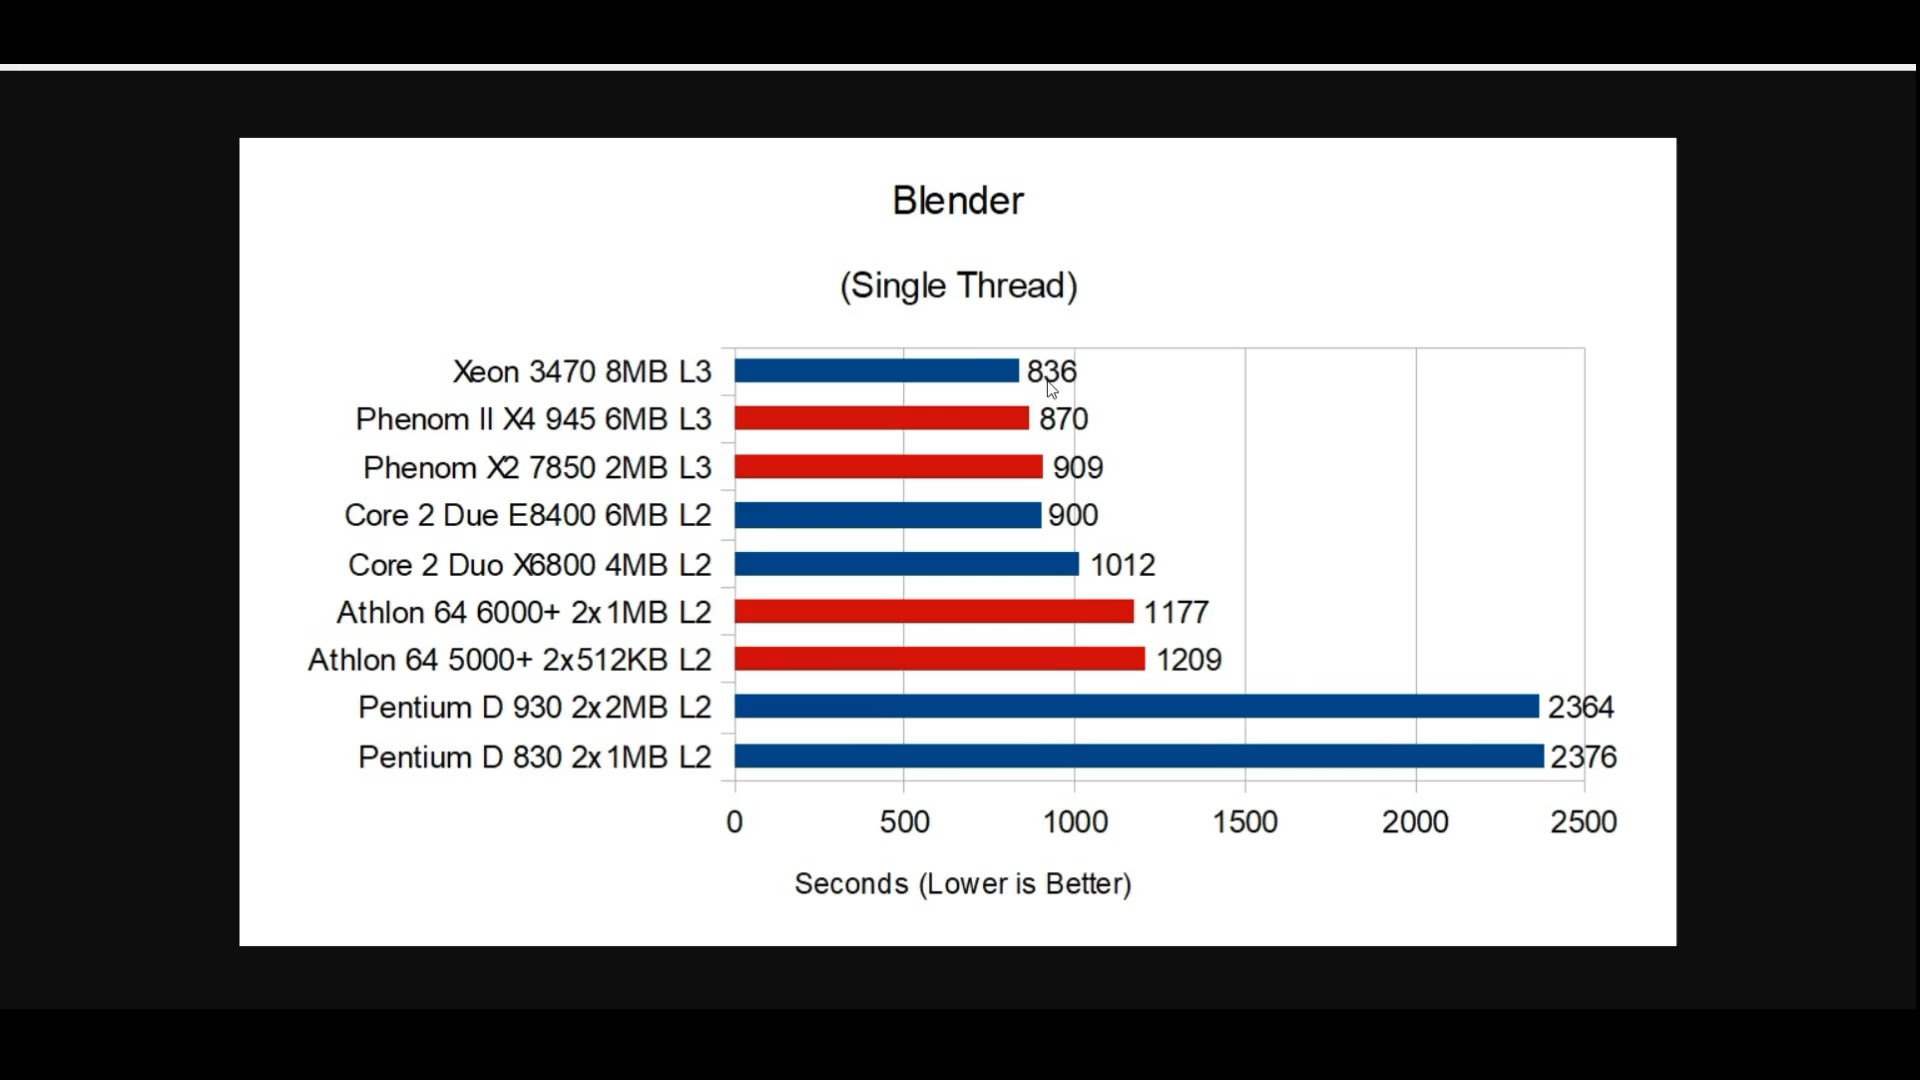 Blender
(Single Thread)
Xeon 3470 8MB L3 836
Phenom II X4 945 6MB L3 870
Phenom X2 7850 2MB L3 909
Core 2 Due E8400 6MB L2 900
Core 2 Duo X6800 4MB L2 1012
Athlon 64 6000+ 2x1MB L2 1177
Athlon 64 5000+ 2x512KB L2 1209
Pentium D 930 2x2MB L2 2364
Pentium D 830 2x1MB L2 2376
0 500 1000 1500 2000 2500
Seconds (Lower is Better)